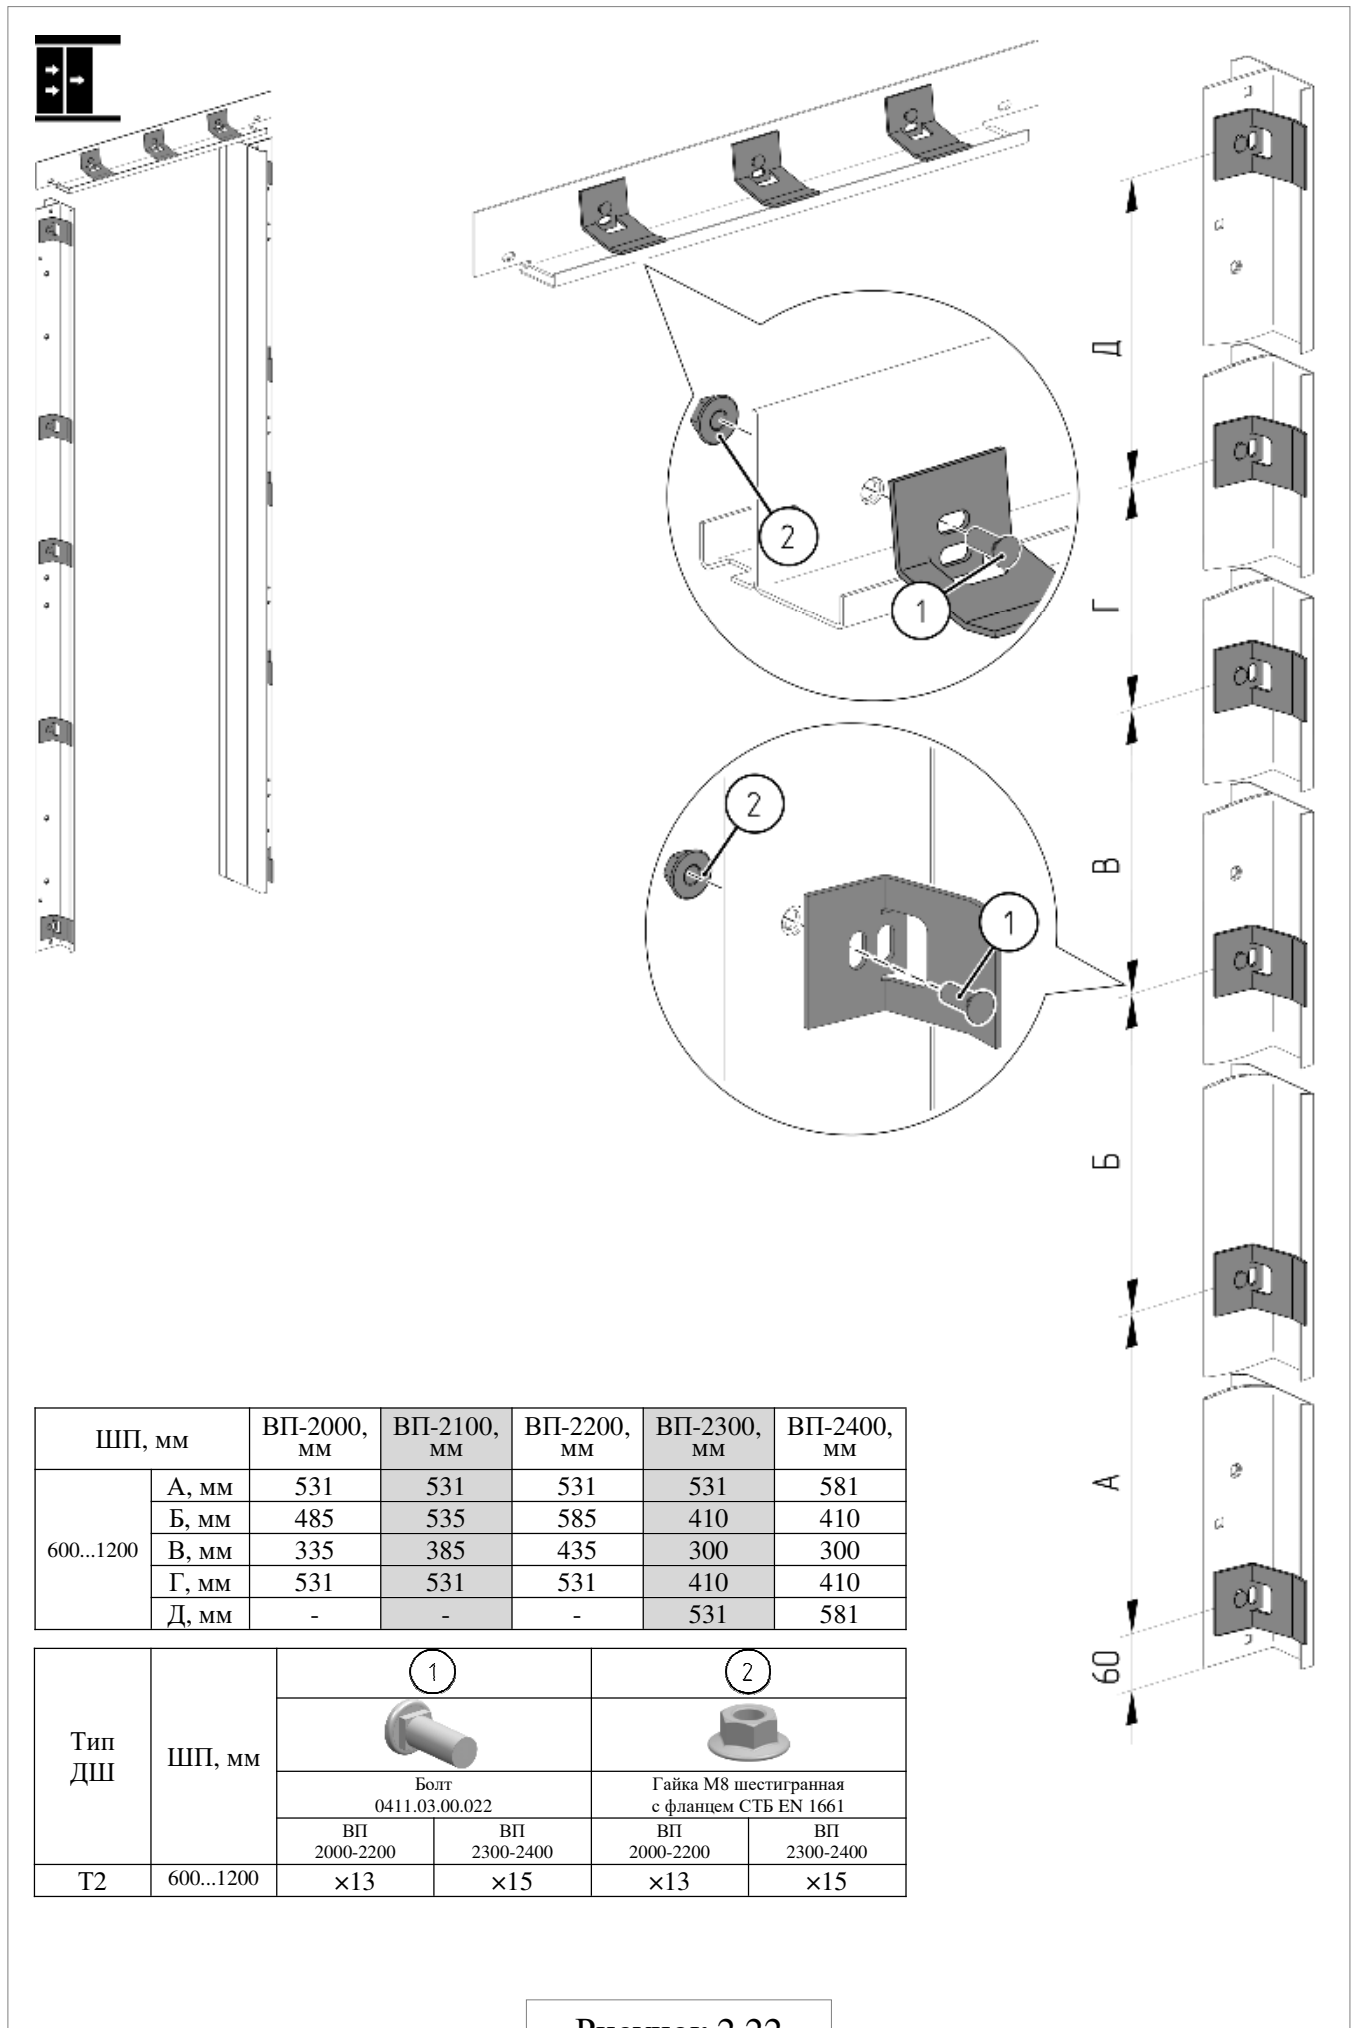 Д
2
Г
1
2
В
1
Б
А
60
ШП, мм ВП-2000, мм ВП-2100, мм ВП-2200, мм ВП-2300, мм ВП-2400, мм
600...1200 А, мм 531 531 531 531 581
Б, мм 485 535 585 410 410
В, мм 335 385 435 300 300
Г, мм 531 531 531 410 410
Д, мм - - - 531 581
1 2
Тип ДШ ШП, мм
Болт Гайка М8 шестигранная
0411.03.00.022 с фланцем СТБ EN 1661
ВП ВП ВП ВП
2000-2200 2300-2400 2000-2200 2300-2400
Т2 600...1200 ×13 ×15 ×13 ×15
Рисунок 2.22